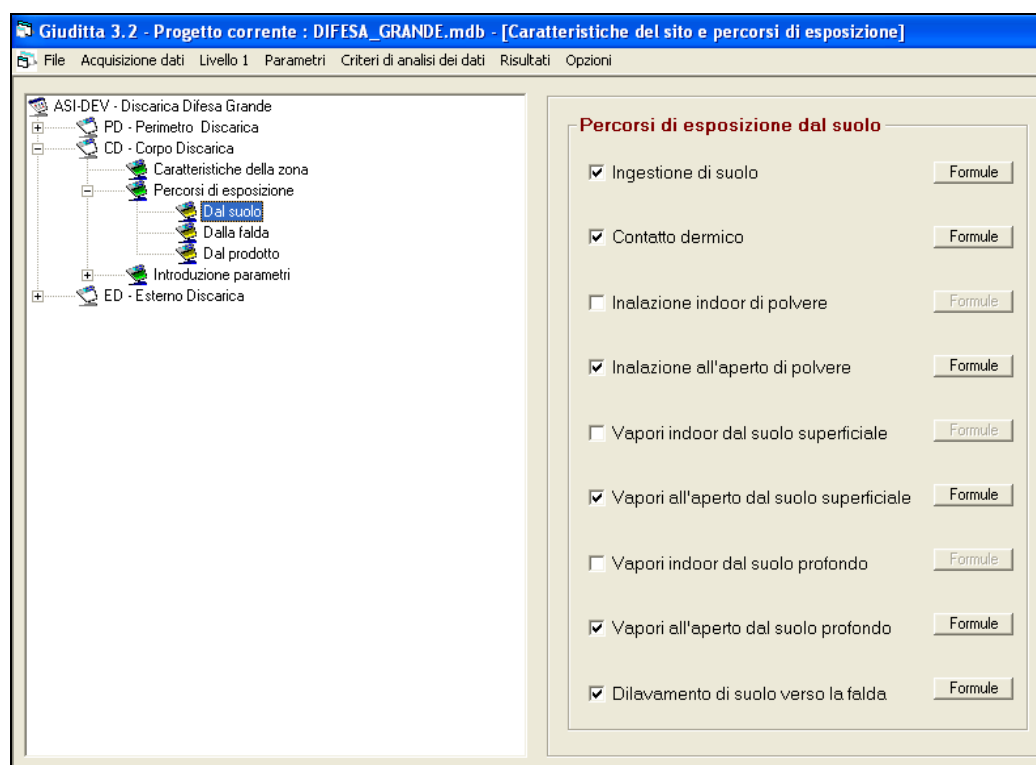 Giuditta 3.2 - Progetto corrente : DIFESA_GRANDE.mdb - [Caratteristiche del sito e percorsi di esposizione]
File Acquisizione dati Livello 1 Parametri Criteri di analisi dei dati Risultati Opzioni
ASI-DEV - Discarica Difesa Grande
PD - Perimetro Discarica
CD - Corpo Discarica
Caratteristiche della zona
Percorsi di esposizione
Dal suolo
Dalla falda
Dal prodotto
Introduzione parametri
ED - Esterno Discarica
Percorsi di esposizione dal suolo
Ingestione di suolo Formule
Contatto dermico Formule
Inalazione indoor di polvere Formule
Inalazione all'aperto di polvere Formule
Vapori indoor dal suolo superficiale Formule
Vapori all'aperto dal suolo superficiale Formule
Vapori indoor dal suolo profondo Formule
Vapori all'aperto dal suolo profondo Formule
Dilavamento di suolo verso la falda Formule